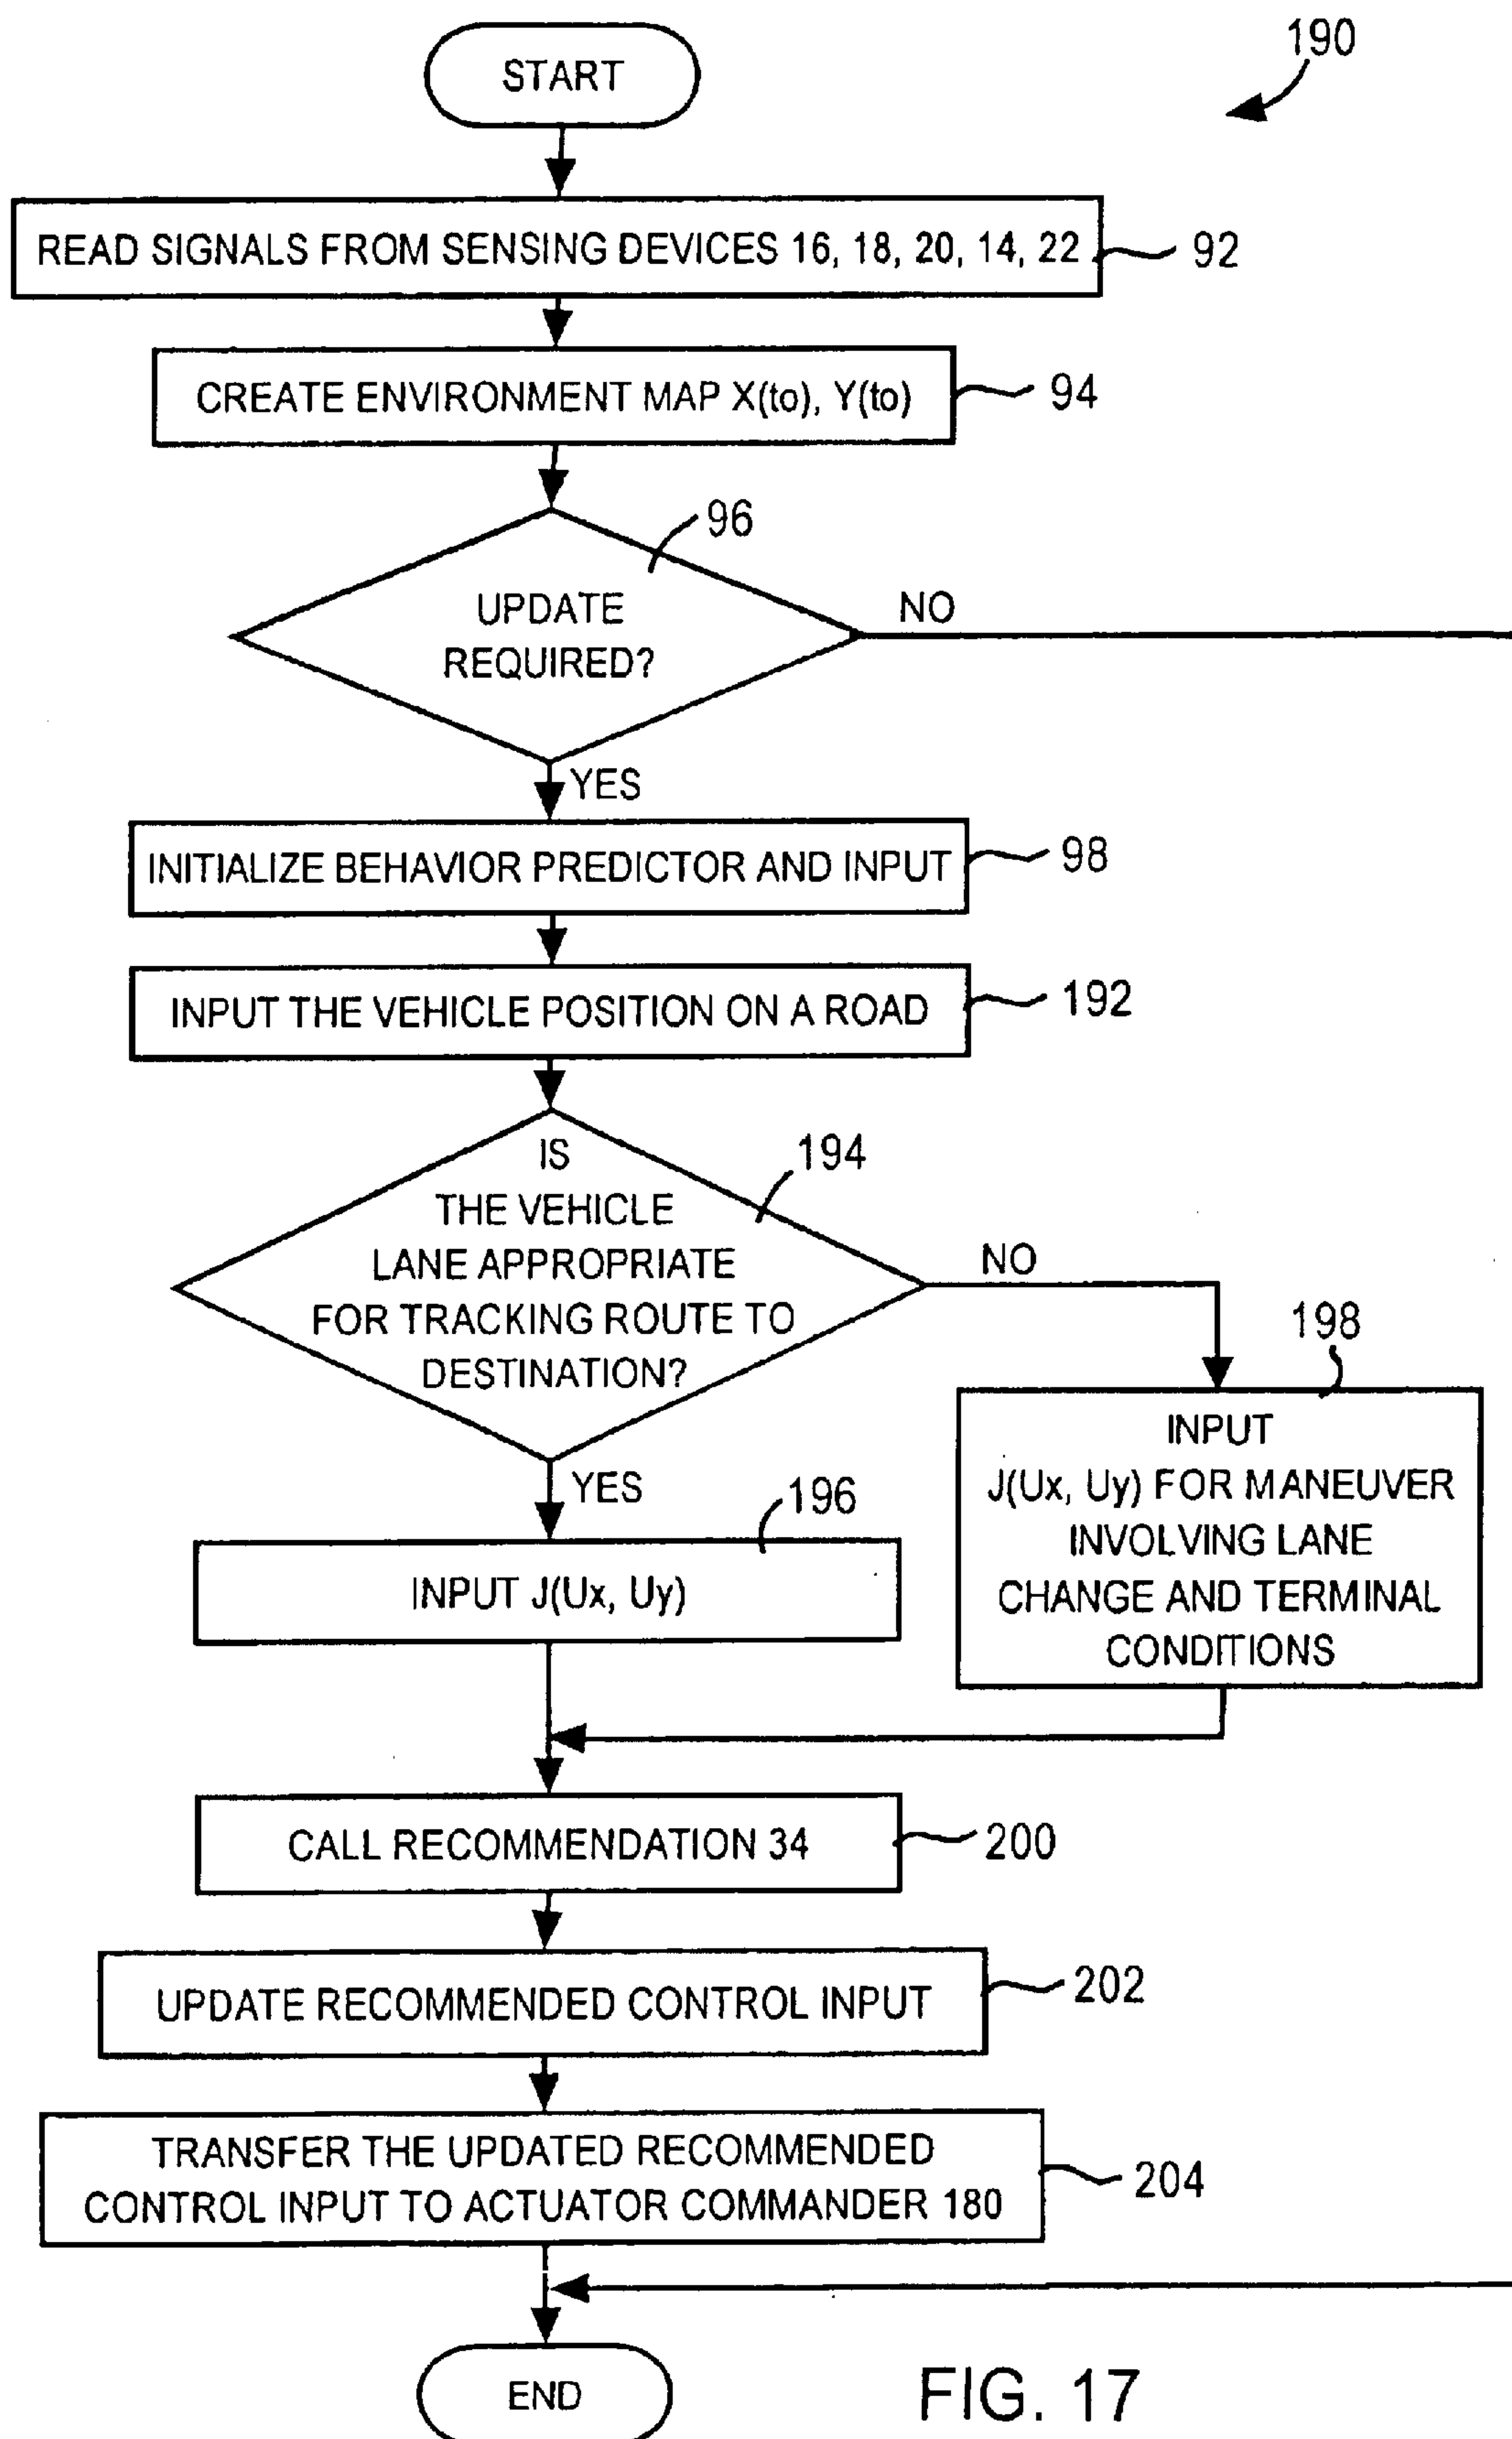 190
START
READ SIGNALS FROM SENSING DEVICES 16, 18, 20, 14, 22
92
CREATE ENVIRONMENT MAP X(to), Y(to)
94
96
UPDATE
REQUIRED?
NO
YES
INITIALIZE BEHAVIOR PREDICTOR AND INPUT
98
INPUT THE VEHICLE POSITION ON A ROAD
192
194
IS
THE VEHICLE
LANE APPROPRIATE
FOR TRACKING ROUTE TO
DESTINATION?
NO
YES
198
INPUT
J(Ux, Uy) FOR MANEUVER
INVOLVING LANE
CHANGE AND TERMINAL
CONDITIONS
196
INPUT J(Ux, Uy)
CALL RECOMMENDATION 34
200
UPDATE RECOMMENDED CONTROL INPUT
202
TRANSFER THE UPDATED RECOMMENDED
CONTROL INPUT TO ACTUATOR COMMANDER 180
204
END
FIG. 17